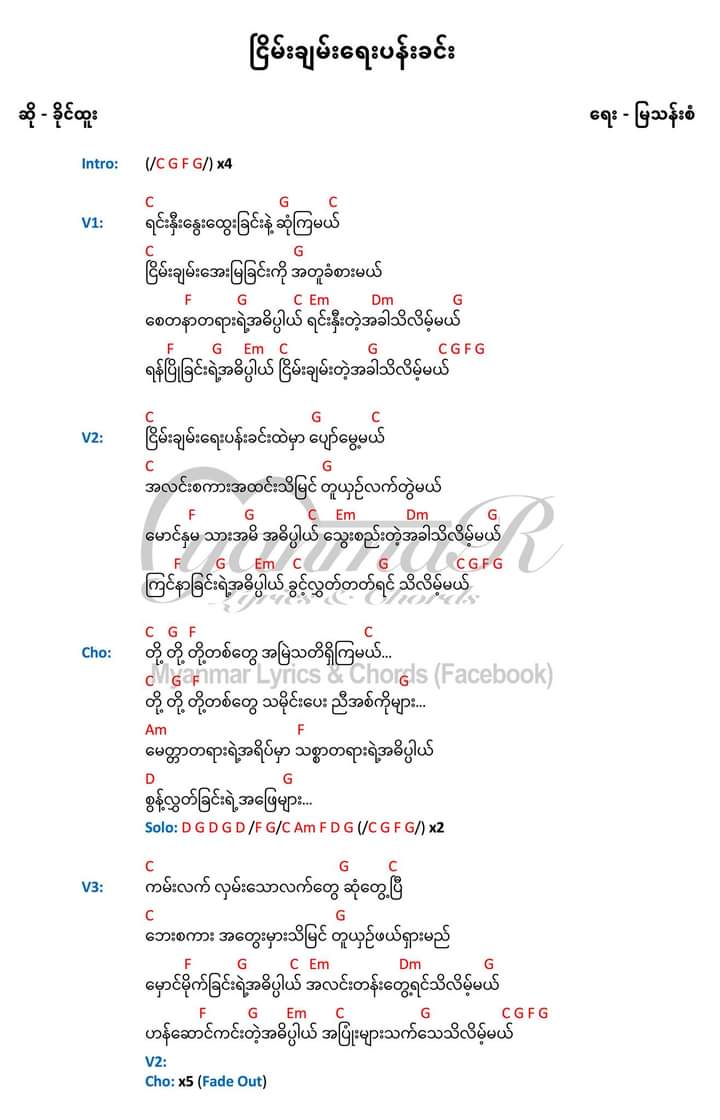 ငြိမ်းချမ်းရေးပန်းခင်း
ဆို - ခိုင်ထူး ရေး - မြသန်းစံ
Intro: (/C G F G/) x4
C G C
V1: ရင်းနှီးနွေးထွေးခြင်းနဲ့ ဆုံကြမယ်
C G
ငြိမ်းချမ်းအေးမြခြင်းကို အတူခံစားမယ်
F G C Em Dm G
စေတနာတရားရဲ့အဓိပ္ပါယ် ရင်းနှီးတဲ့အခါသိလိမ့်မယ်
F G Em C G C G F G
ရန်ပြိုခြင်းရဲ့အဓိပ္ပါယ် ငြိမ်းချမ်းတဲ့အခါသိလိမ့်မယ်
C G C
V2: ငြိမ်းချမ်းရေးပန်းခင်းထဲမှာ ပျော်မွေ့မယ်
C G
အလင်းစကားအထင်းသိမြင် တူယှဉ်လက်တွဲမယ်
F G C Em Dm G
မောင်နှမ သားအမိ အဓိပ္ပါယ် သွေးစည်းတဲ့အခါသိလိမ့်မယ်
F G Em C G C G F G
ကြင်နာခြင်းရဲ့အဓိပ္ပါယ် ခွင့်လွှတ်တတ်ရင် သိလိမ့်မယ်
Myanmar
Lyrics & Chords
C G F C
Cho: တို့ တို့ တို့တစ်တွေ အမြဲသတိရှိကြမယ်...
Myanmar Lyrics & Chords (Facebook)
C G F G
တို့ တို့ တို့တစ်တွေ သမိုင်းပေး ညီအစ်ကိုများ...
Am F
မေတ္တာတရားရဲ့အရိပ်မှာ သစ္စာတရားရဲ့အဓိပ္ပါယ်
D G
စွန့်လွှတ်ခြင်းရဲ့အဖြေများ...
Solo: D G D G D /F G/C Am F D G (/C G F G/) x2
C G C
V3: ကမ်းလက် လှမ်းသောလက်တွေ ဆုံတွေ့ပြီ
C G
ဘေးစကား အတွေးမှားသိမြင် တူယှဉ်ဖယ်ရှားမည်
F G C Em Dm G
မှောင်မိုက်ခြင်းရဲ့အဓိပ္ပါယ် အလင်းတန်းတွေ့ရင်သိလိမ့်မယ်
F G Em C G C G F G
ဟန်ဆောင်ကင်းတဲ့အဓိပ္ပါယ် အပြုံးများသက်သေသိလိမ့်မယ်
V2:
Cho: x5 (Fade Out)